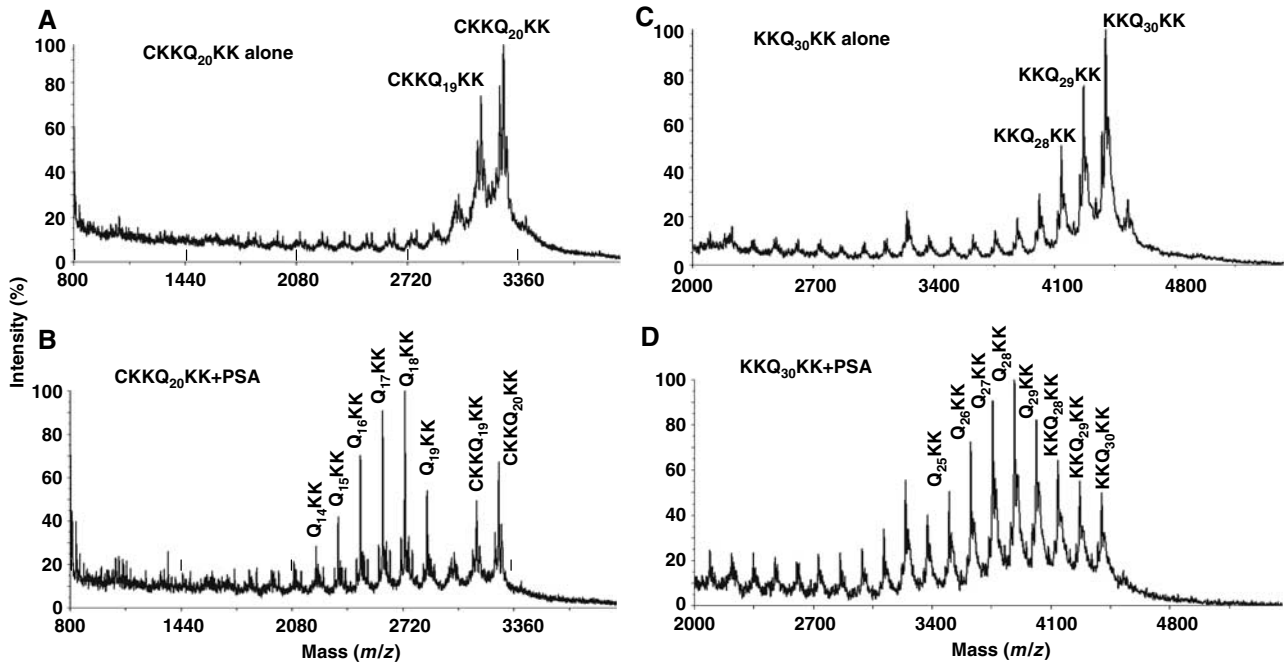 A
CKKQ₂₀KK alone
CKKQ₂₀KK
CKKQ₁₉KK
100
80
60
40
20
0
800 1440 2080 2720 3360
C
KKQ₃₀KK alone
KKQ₃₀KK
KKQ₂₉KK
KKQ₂₈KK
100
80
60
40
20
0
2000 2700 3400 4100 4800
Intensity (%)
B
CKKQ₂₀KK+PSA
Q₁₄KK
Q₁₅KK
Q₁₆KK
Q₁₇KK
Q₁₈KK
Q₁₉KK
CKKQ₁₉KK
CKKQ₂₀KK
100
80
60
40
20
0
800 1440 2080 2720 3360
Mass (m/z)
D
KKQ₃₀KK+PSA
Q₂₅KK
Q₂₆KK
Q₂₇KK
Q₂₈KK
Q₂₉KK
KKQ₂₈KK
KKQ₂₉KK
KKQ₃₀KK
100
80
60
40
20
0
2000 2700 3400 4100 4800
Mass (m/z)